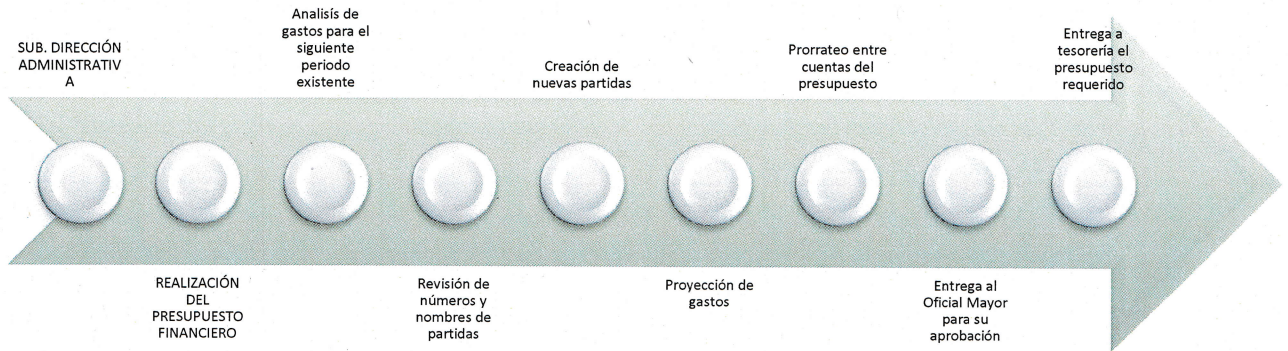 SUB. DIRECCIÓN
ADMINISTRATIV
A
REALIZACIÓN
DEL
PRESUPUESTO
FINANCIERO
Analisís de
gastos para el
siguiente
periodo
existente
Revisión de
números y
nombres de
partidas
Creación de
nuevas partidas
Proyección de
gastos
Prorrateo entre
cuentas del
presupuesto
Entrega al
Oficial Mayor
para su
aprobación
Entrega a
tesorería el
presupuesto
requerido